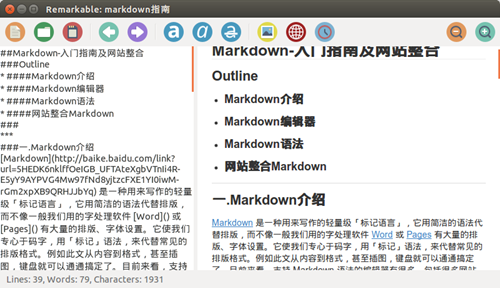 Remarkable: markdown指南
##Markdown-入门指南及网站整合
###Outline
* ####Markdown介绍
* ####Markdown编辑器
* ####Markdown语法
* ####网站整合Markdown
###
***
###一.Markdown介绍
[Markdown](http://baike.baidu.com/link?
url=5HEDK6nklffOeIGB_UFTAteXgbVTnIi4R-
ESyY9AYPVG4Mw97fNd8yjtzcFXE1YI0iwM-
rGm2xpXB9QRHJJbYq) 是一种用来写作的轻量
级「标记语言」，它用简洁的语法代替排版，
而不像一般我们用的字处理软件 [Word]() 或
[Pages]() 有大量的排版、字体设置。它使我们
专心于码字，用「标记」语法，来代替常见的
排版格式。例如此文从内容到格式，甚至插
图，键盘就可以通通搞定了。目前来看，支持
Markdown-入门指南及网站整合
Outline
• Markdown介绍
• Markdown编辑器
• Markdown语法
• 网站整合Markdown
一.Markdown介绍
Markdown 是一种用来写作的轻量级「标记语言」，它用简洁的语法代
替排版，而不像一般我们用的字处理软件 Word 或 Pages 有大量的排
版、字体设置。它使我们专心于码字，用「标记」语法，来代替常见的
排版格式。例如此文从内容到格式，甚至插图，键盘就可以通通搞定
了。目前来看，支持 Markdown 语法的编辑器有很多，包括很多网站
Lines: 39, Words: 79, Characters: 1931